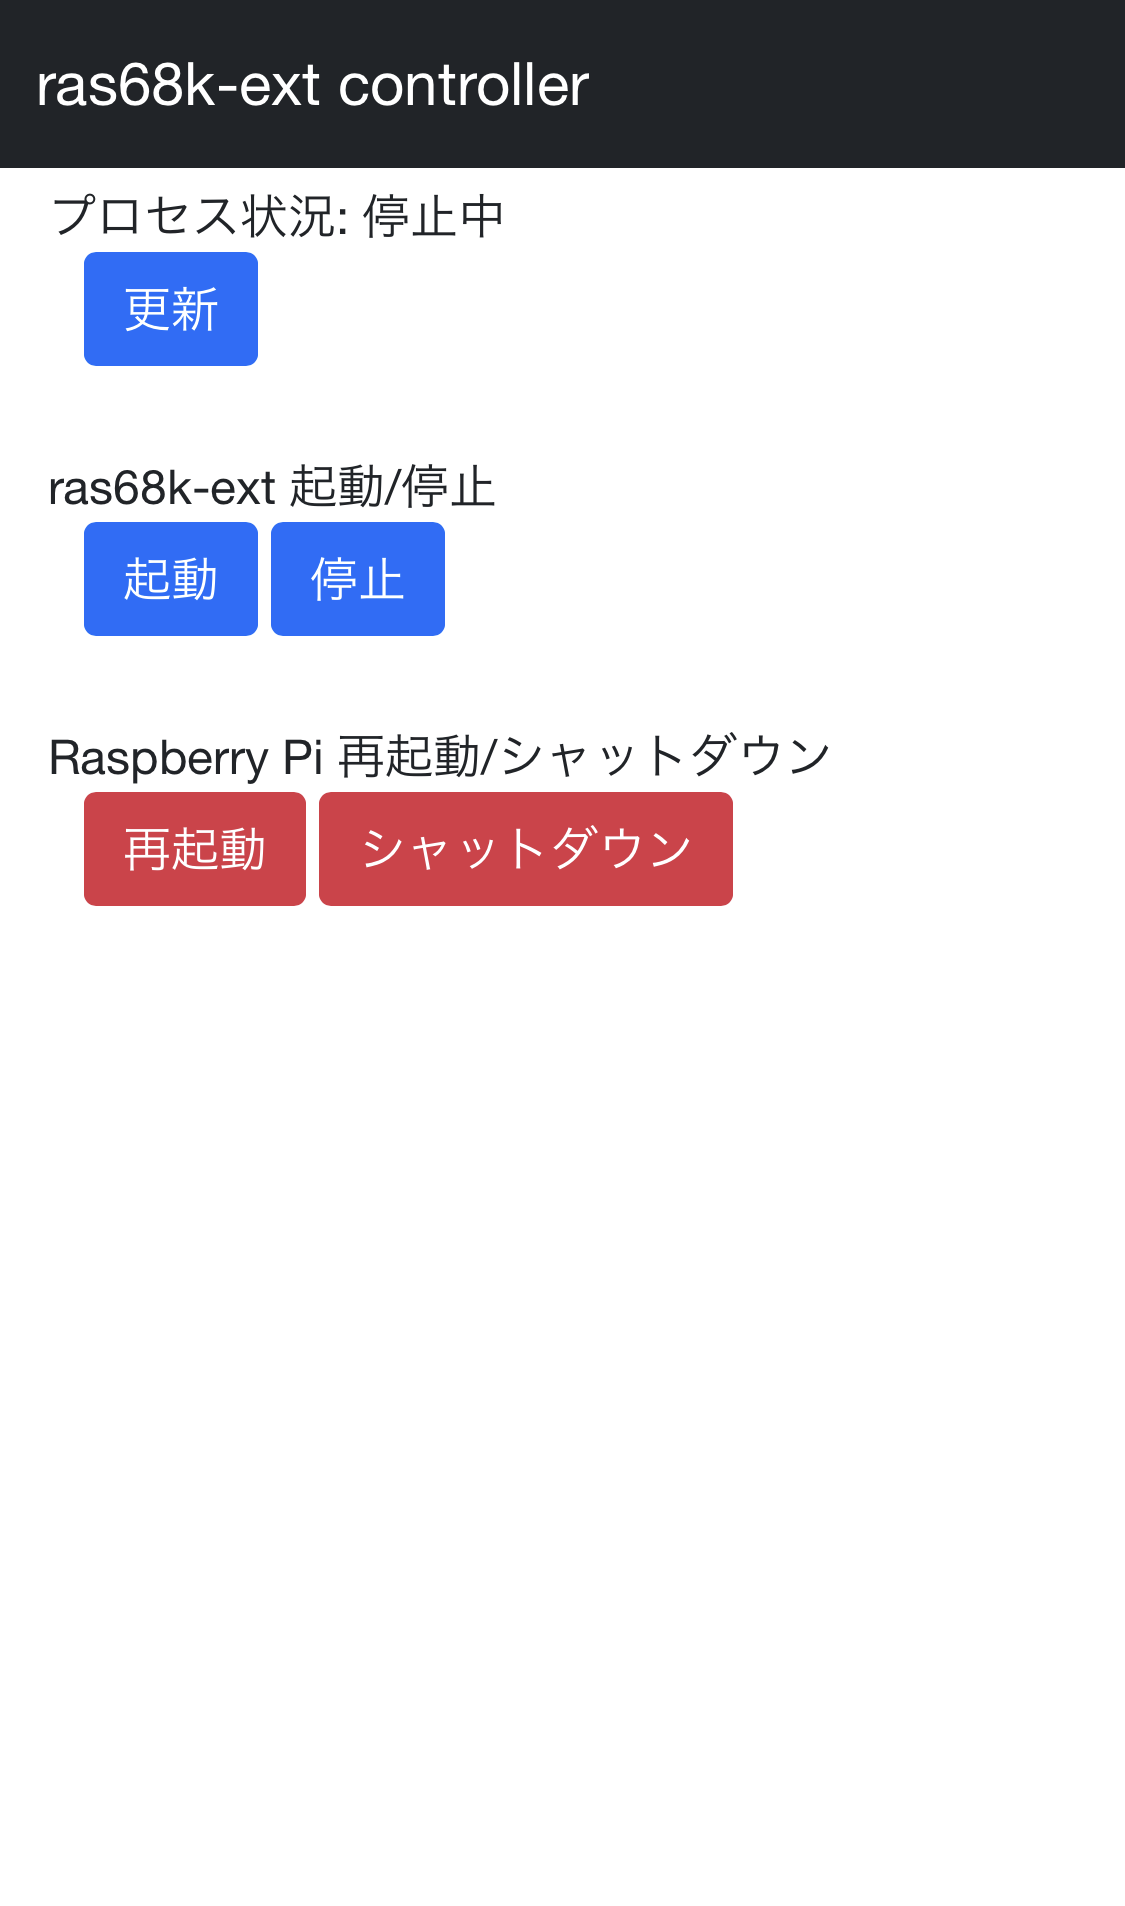 ras68k-ext controller
プロセス状況: 停止中
更新
ras68k-ext 起動/停止
起動 停止
Raspberry Pi 再起動/シャットダウン
再起動 シャットダウン